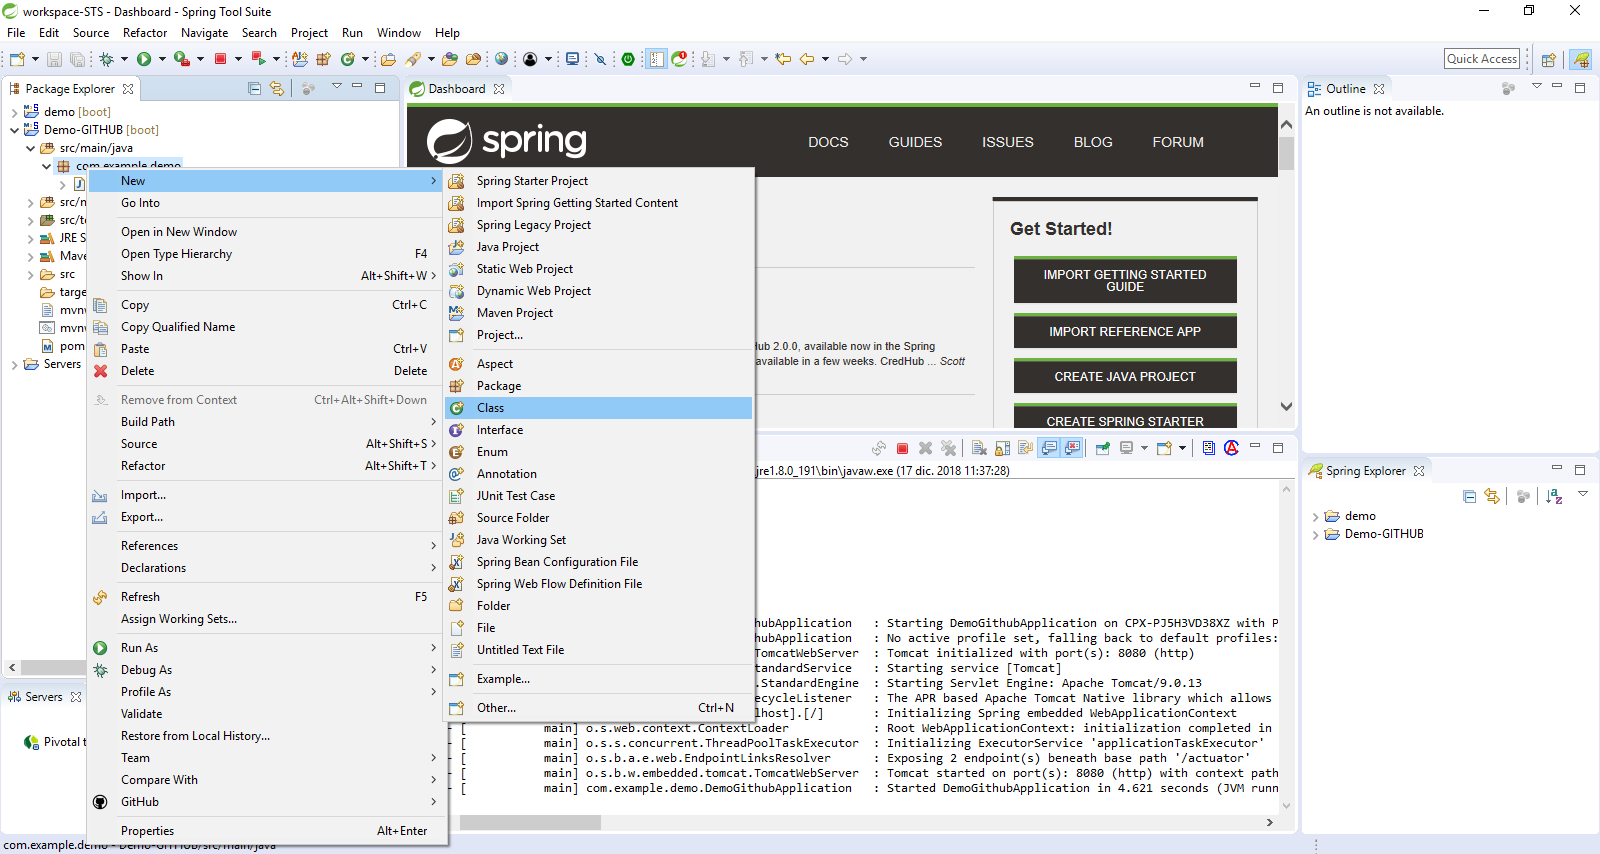 workspace-STS - Dashboard - Spring Tool Suite
File Edit Source Refactor Navigate Search Project Run Window Help
Quick Access
Package Explorer
demo [boot]
Demo-GITHUB [boot]
src/main/java
com.example.demo
src/
src/t
JRE S
Mave
src
targe
mvn
mvn
pom
Servers
New
Go Into
Open in New Window
Open Type Hierarchy F4
Show In Alt+Shift+W
Copy Ctrl+C
Copy Qualified Name
Paste Ctrl+V
Delete Delete
Remove from Context Ctrl+Alt+Shift+Down
Build Path
Source Alt+Shift+S
Refactor Alt+Shift+T
Import...
Export...
References
Declarations
Refresh F5
Assign Working Sets...
Run As
Debug As
Profile As
Validate
Restore from Local History...
Team
Compare With
GitHub
Properties Alt+Enter
Spring Starter Project
Import Spring Getting Started Content
Spring Legacy Project
Java Project
Static Web Project
Dynamic Web Project
Maven Project
Project...
Aspect
Package
Class
Interface
Enum
Annotation
JUnit Test Case
Source Folder
Java Working Set
Spring Bean Configuration File
Spring Web Flow Definition File
Folder
File
Untitled Text File
Example...
Other... Ctrl+N
Dashboard
spring
DOCS GUIDES ISSUES BLOG FORUM
Get Started!
IMPORT GETTING STARTED
GUIDE
IMPORT REFERENCE APP
CREATE JAVA PROJECT
CREATE SPRING STARTER
ub 2.0.0, available now in the Spring
available in a few weeks. CredHub ... Scott
jre1.8.0_191\bin\javaw.exe (17 dic. 2018 11:37:28)
hubApplication : Starting DemoGithubApplication on CPX-PJ5H3VD38XZ with P
hubApplication : No active profile set, falling back to default profiles:
TomcatWebServer : Tomcat initialized with port(s): 8080 (http)
StandardService : Starting service [Tomcat]
.StandardEngine : Starting Servlet Engine: Apache Tomcat/9.0.13
ecycleListener : The APR based Apache Tomcat Native library which allows
lhost].[/] : Initializing Spring embedded WebApplicationContext
- [ main] o.s.web.context.ContextLoader : Root WebApplicationContext: initialization completed in
- [ main] o.s.s.concurrent.ThreadPoolTaskExecutor : Initializing ExecutorService 'applicationTaskExecutor'
- [ main] o.s.b.a.e.web.EndpointLinksResolver : Exposing 2 endpoint(s) beneath base path '/actuator'
- [ main] o.s.b.w.embedded.tomcat.TomcatWebServer : Tomcat started on port(s): 8080 (http) with context path
- [ main] com.example.demo.DemoGithubApplication : Started DemoGithubApplication in 4.621 seconds (JVM runn
Outline
An outline is not available.
Spring Explorer
demo
Demo-GITHUB
Servers
Pivotal t
com.example.demo - Demo-GITHUB/src/main/java